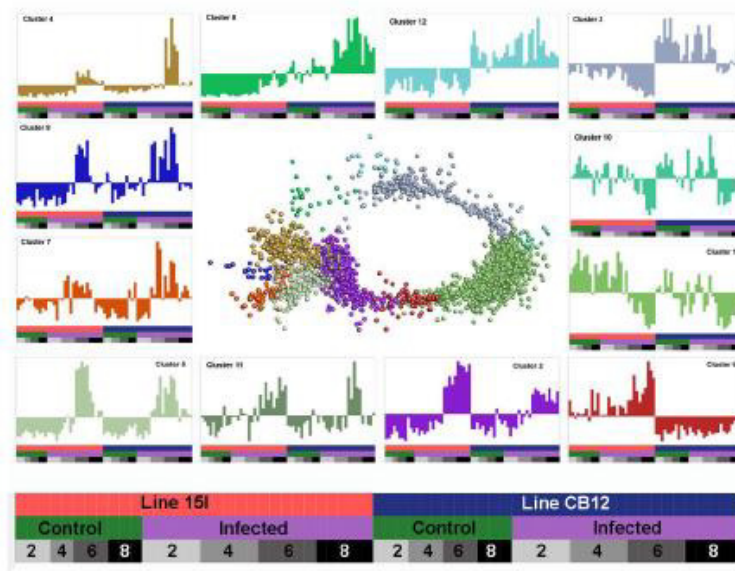 Cluster 4
Cluster 8
Cluster 12
Cluster 9
Cluster 10
Cluster 7
Cluster
Cluster 11
Cluster
Cluster
Line 15I Line CB12
Control Infected Control Infected
2 4 6 8 2 4 6 8 2 4 6 8 2 4 6 8